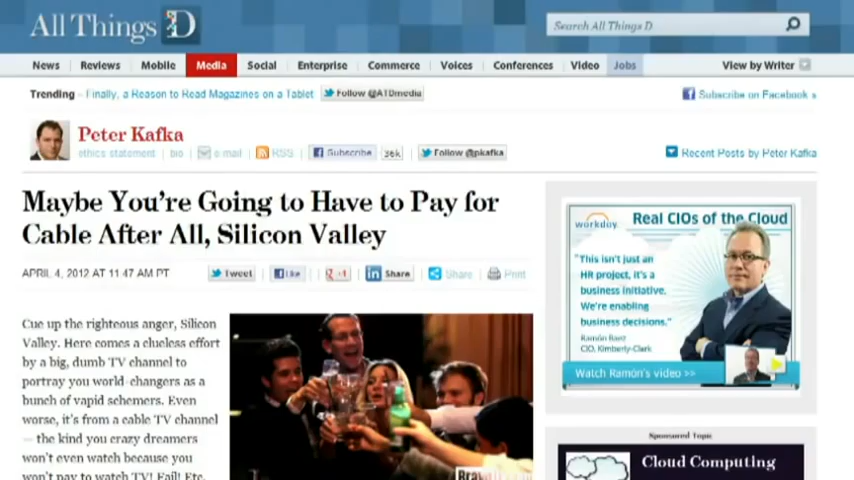 All Things D
Search All Things D
News Reviews Mobile Media Social Enterprise Commerce Voices Conferences Video Jobs View by Writer
Trending - Finally, a Reason to Read Magazines on a Tablet Follow @ATDmedia Subscribe on Facebook »
Peter Kafka
ethics statement | bio | e-mail | RSS Subscribe 36k Follow @pkafka Recent Posts by Peter Kafka
Maybe You're Going to Have to Pay for
Cable After All, Silicon Valley
APRIL 4, 2012 AT 11:47 AM PT Tweet Like +1 in Share Share Print
Cue up the righteous anger, Silicon
Valley. Here comes a clueless effort
by a big, dumb TV channel to
portray you world-changers as a
bunch of vapid schemers. Even
worse, it's from a cable TV channel
— the kind you crazy dreamers
won't even watch because you
won't pay to watch TV! Fail! Etc.
workday Real CIOs of the Cloud
"This isn't just an
HR project, it's a
business initiative.
We're enabling
business decisions."
Ramón Baez
CIO, Kimberly-Clark
Watch Ramón's video >>
Sponsored Topic
Cloud Computing